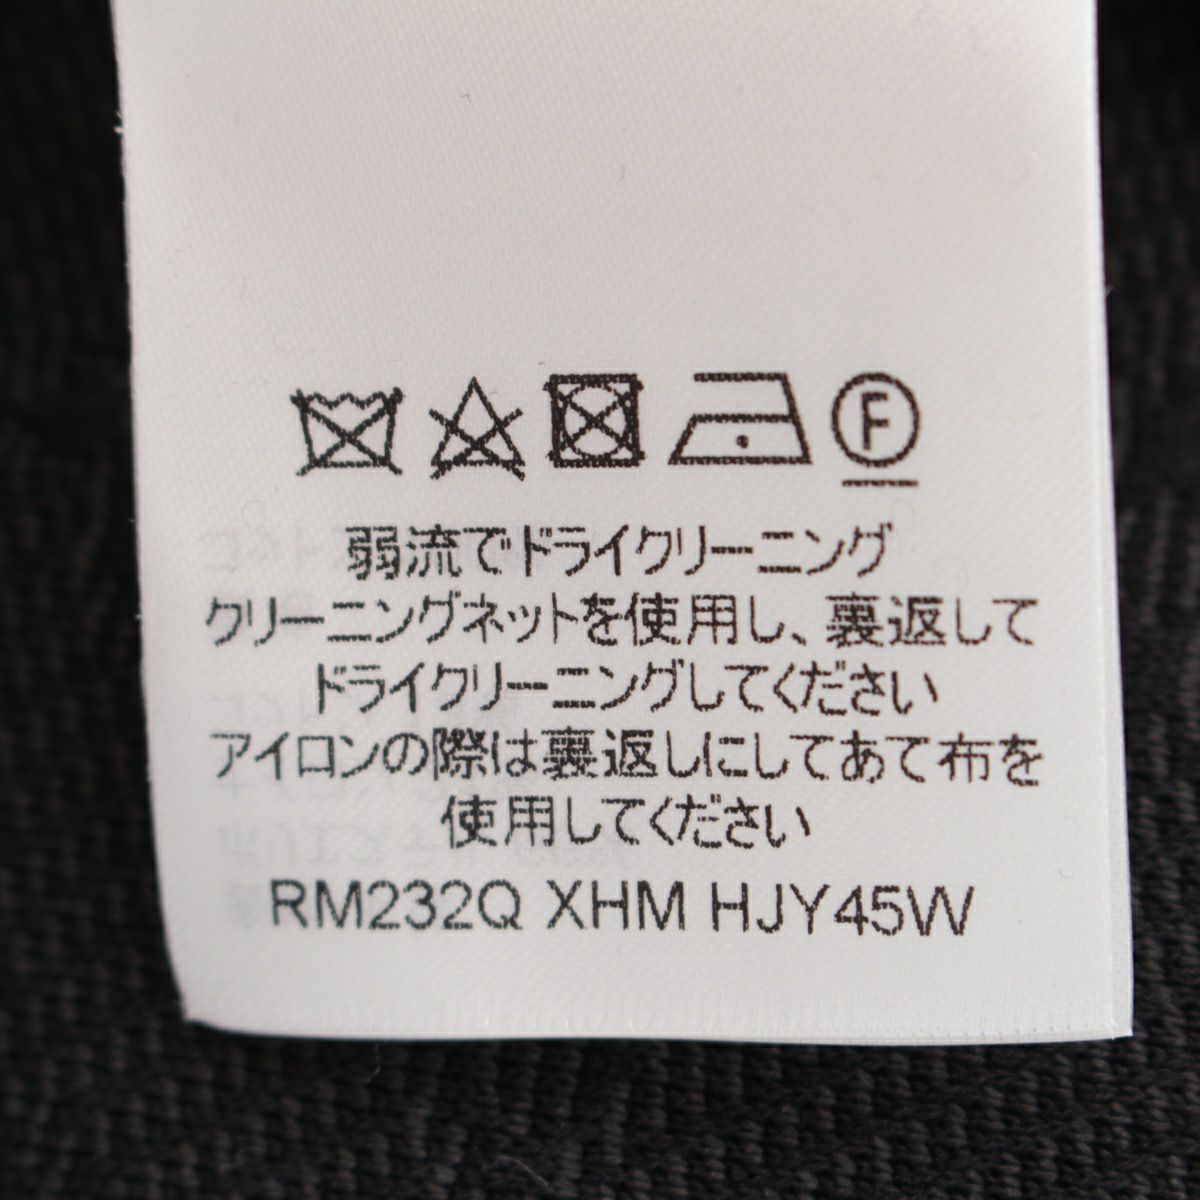 F
弱流でドライクリーニング
クリーニングネットを使用し、裏返して
ドライクリーニングしてください
アイロンの際は裏返しにしてあて布を
使用してください
RM232Q XHM HJY45W